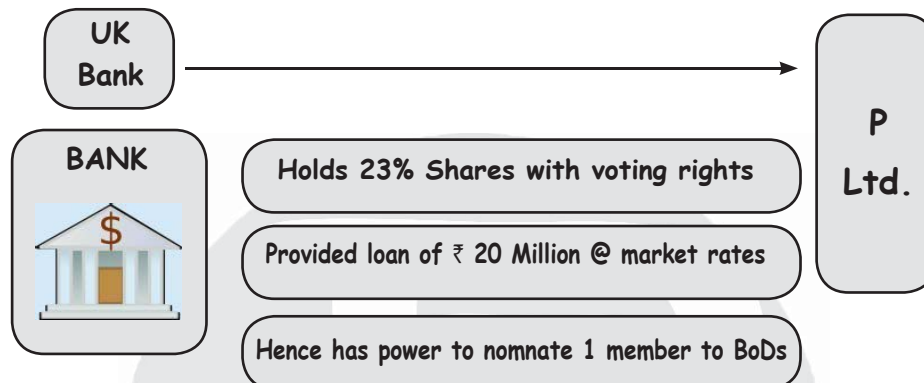 UK
Bank
BANK
$
Holds 23% Shares with voting rights
Provided loan of ₹ 20 Million @ market rates
Hence has power to nomnate 1 member to BoDs
P
Ltd.